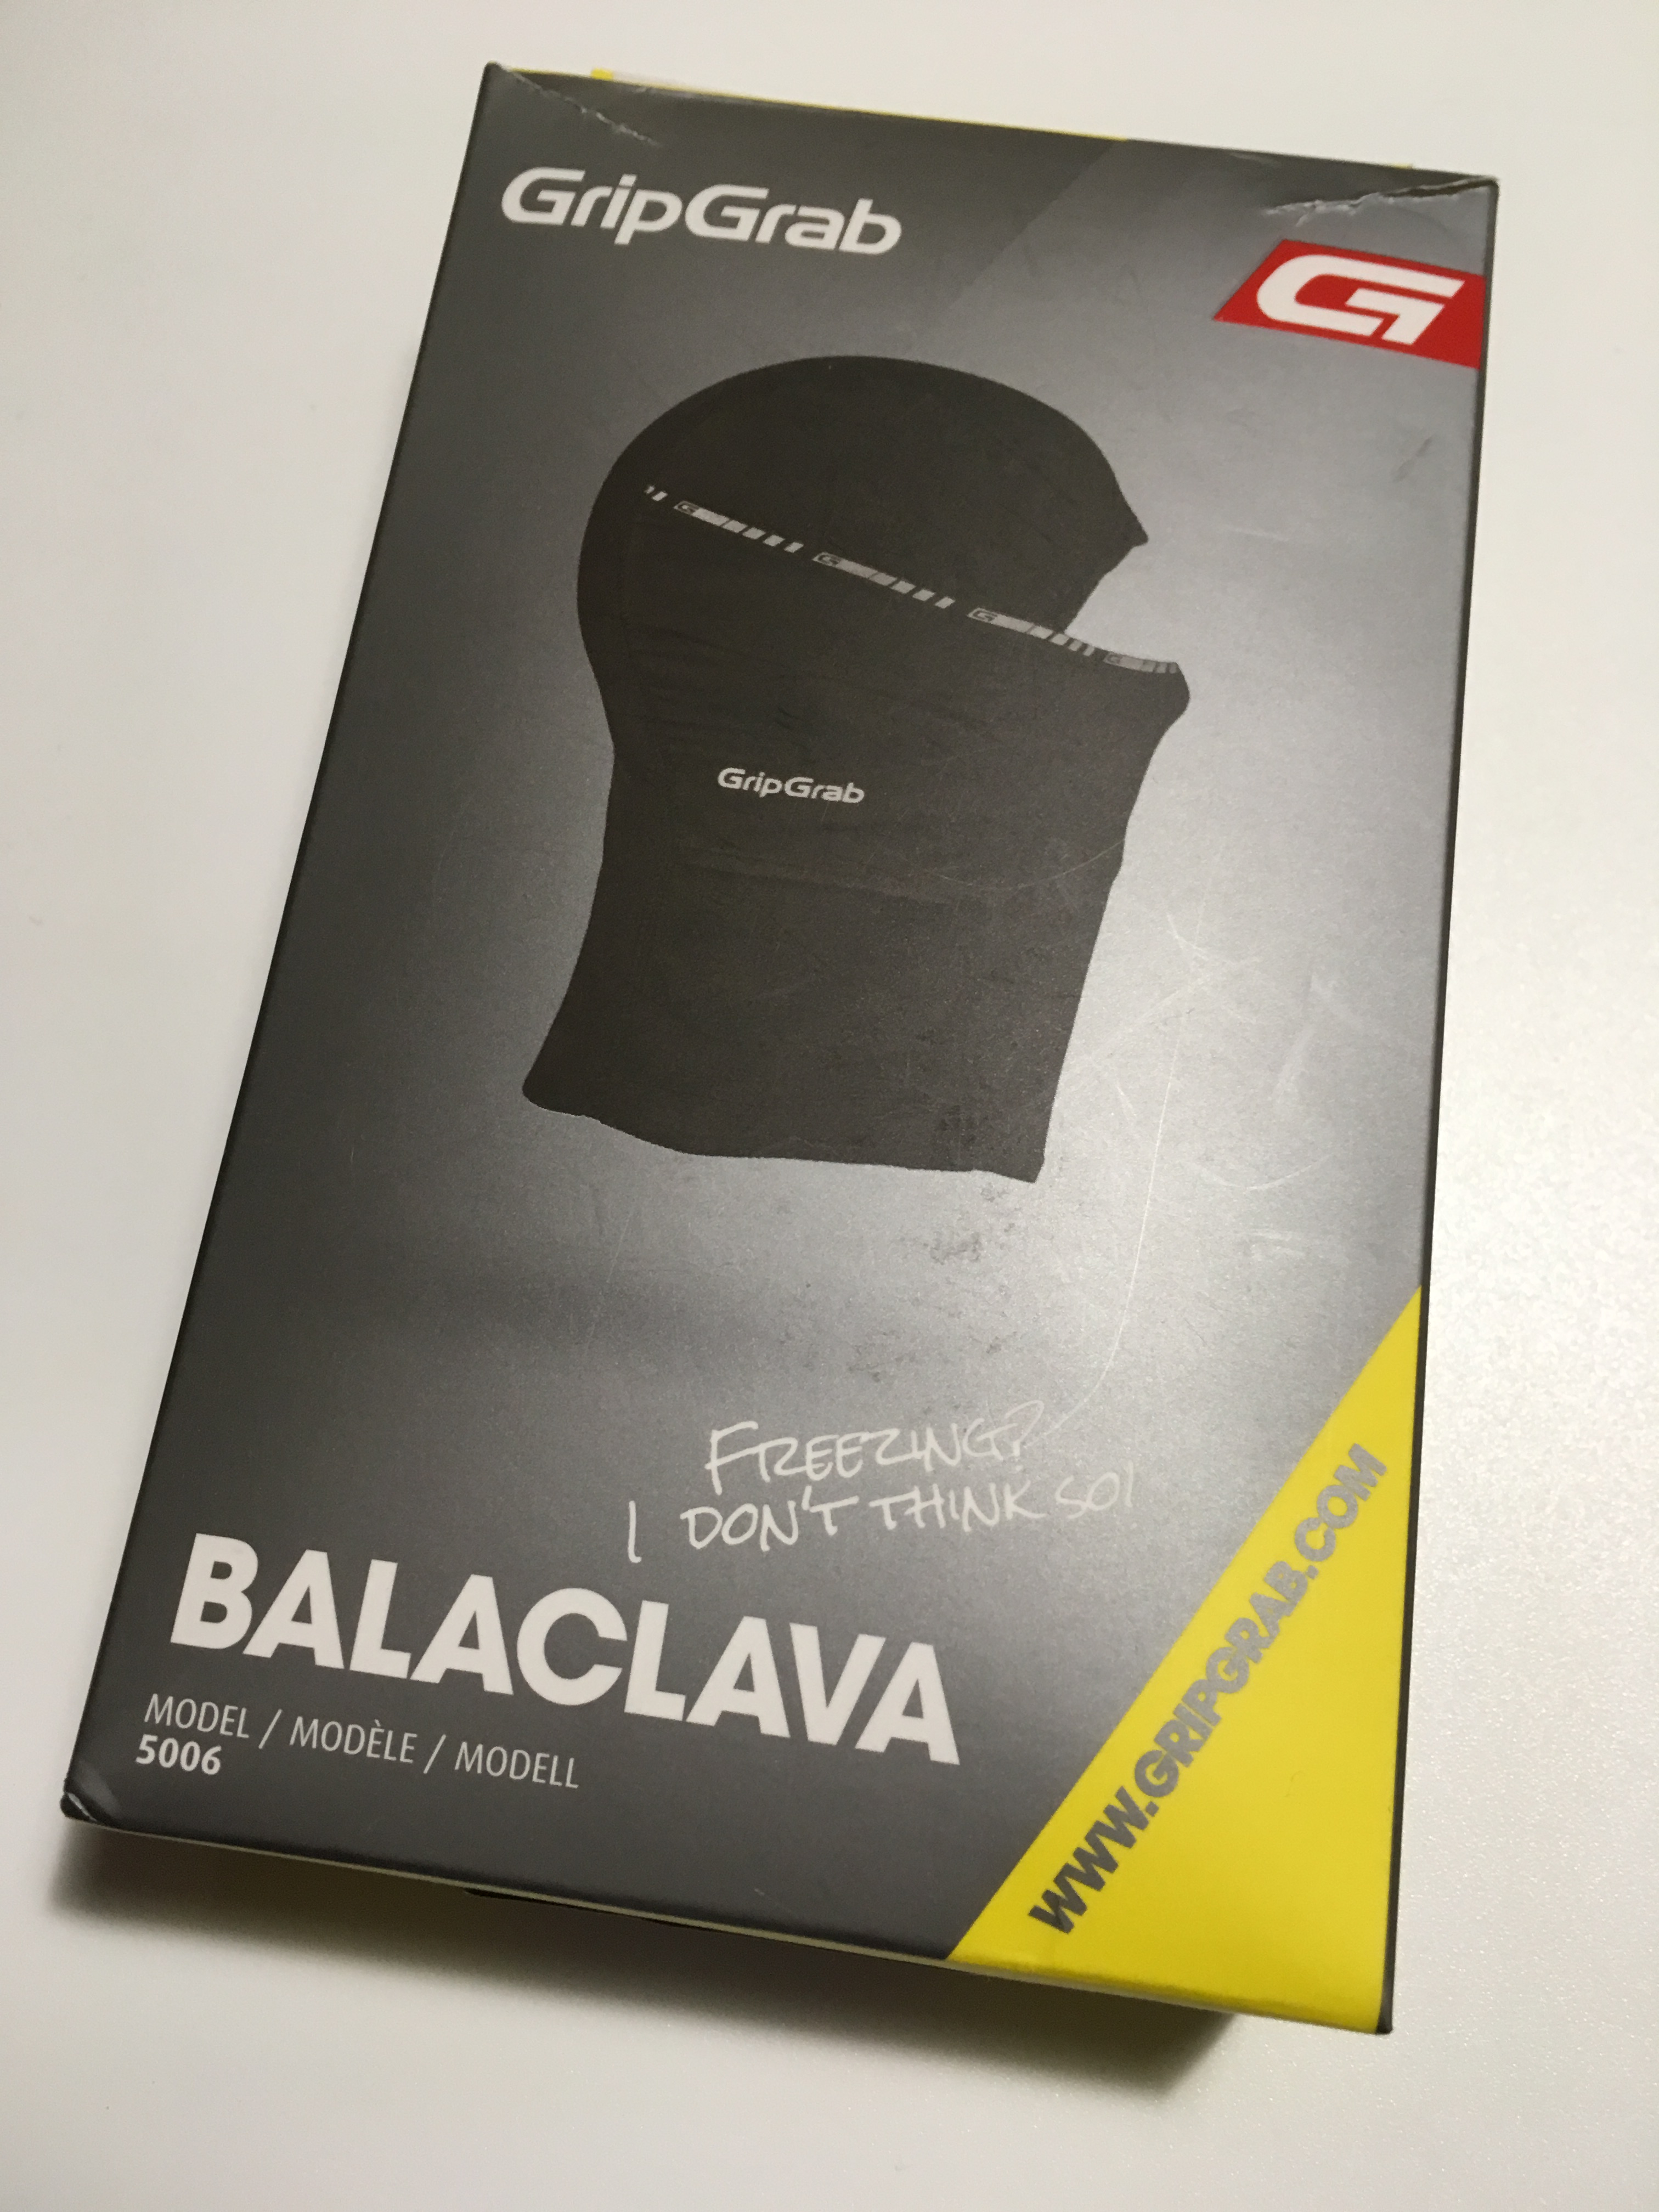 GripGrab
G
GripGrab
FREEZING?
I DON'T THINK SO!
BALACLAVA
MODEL / MODÈLE / MODELL
5006
WWW.GRIPGRAB.COM